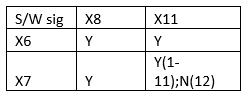 S/W sig X8 X11
X6 Y Y
X7 Y Y(1-
11);N(12)